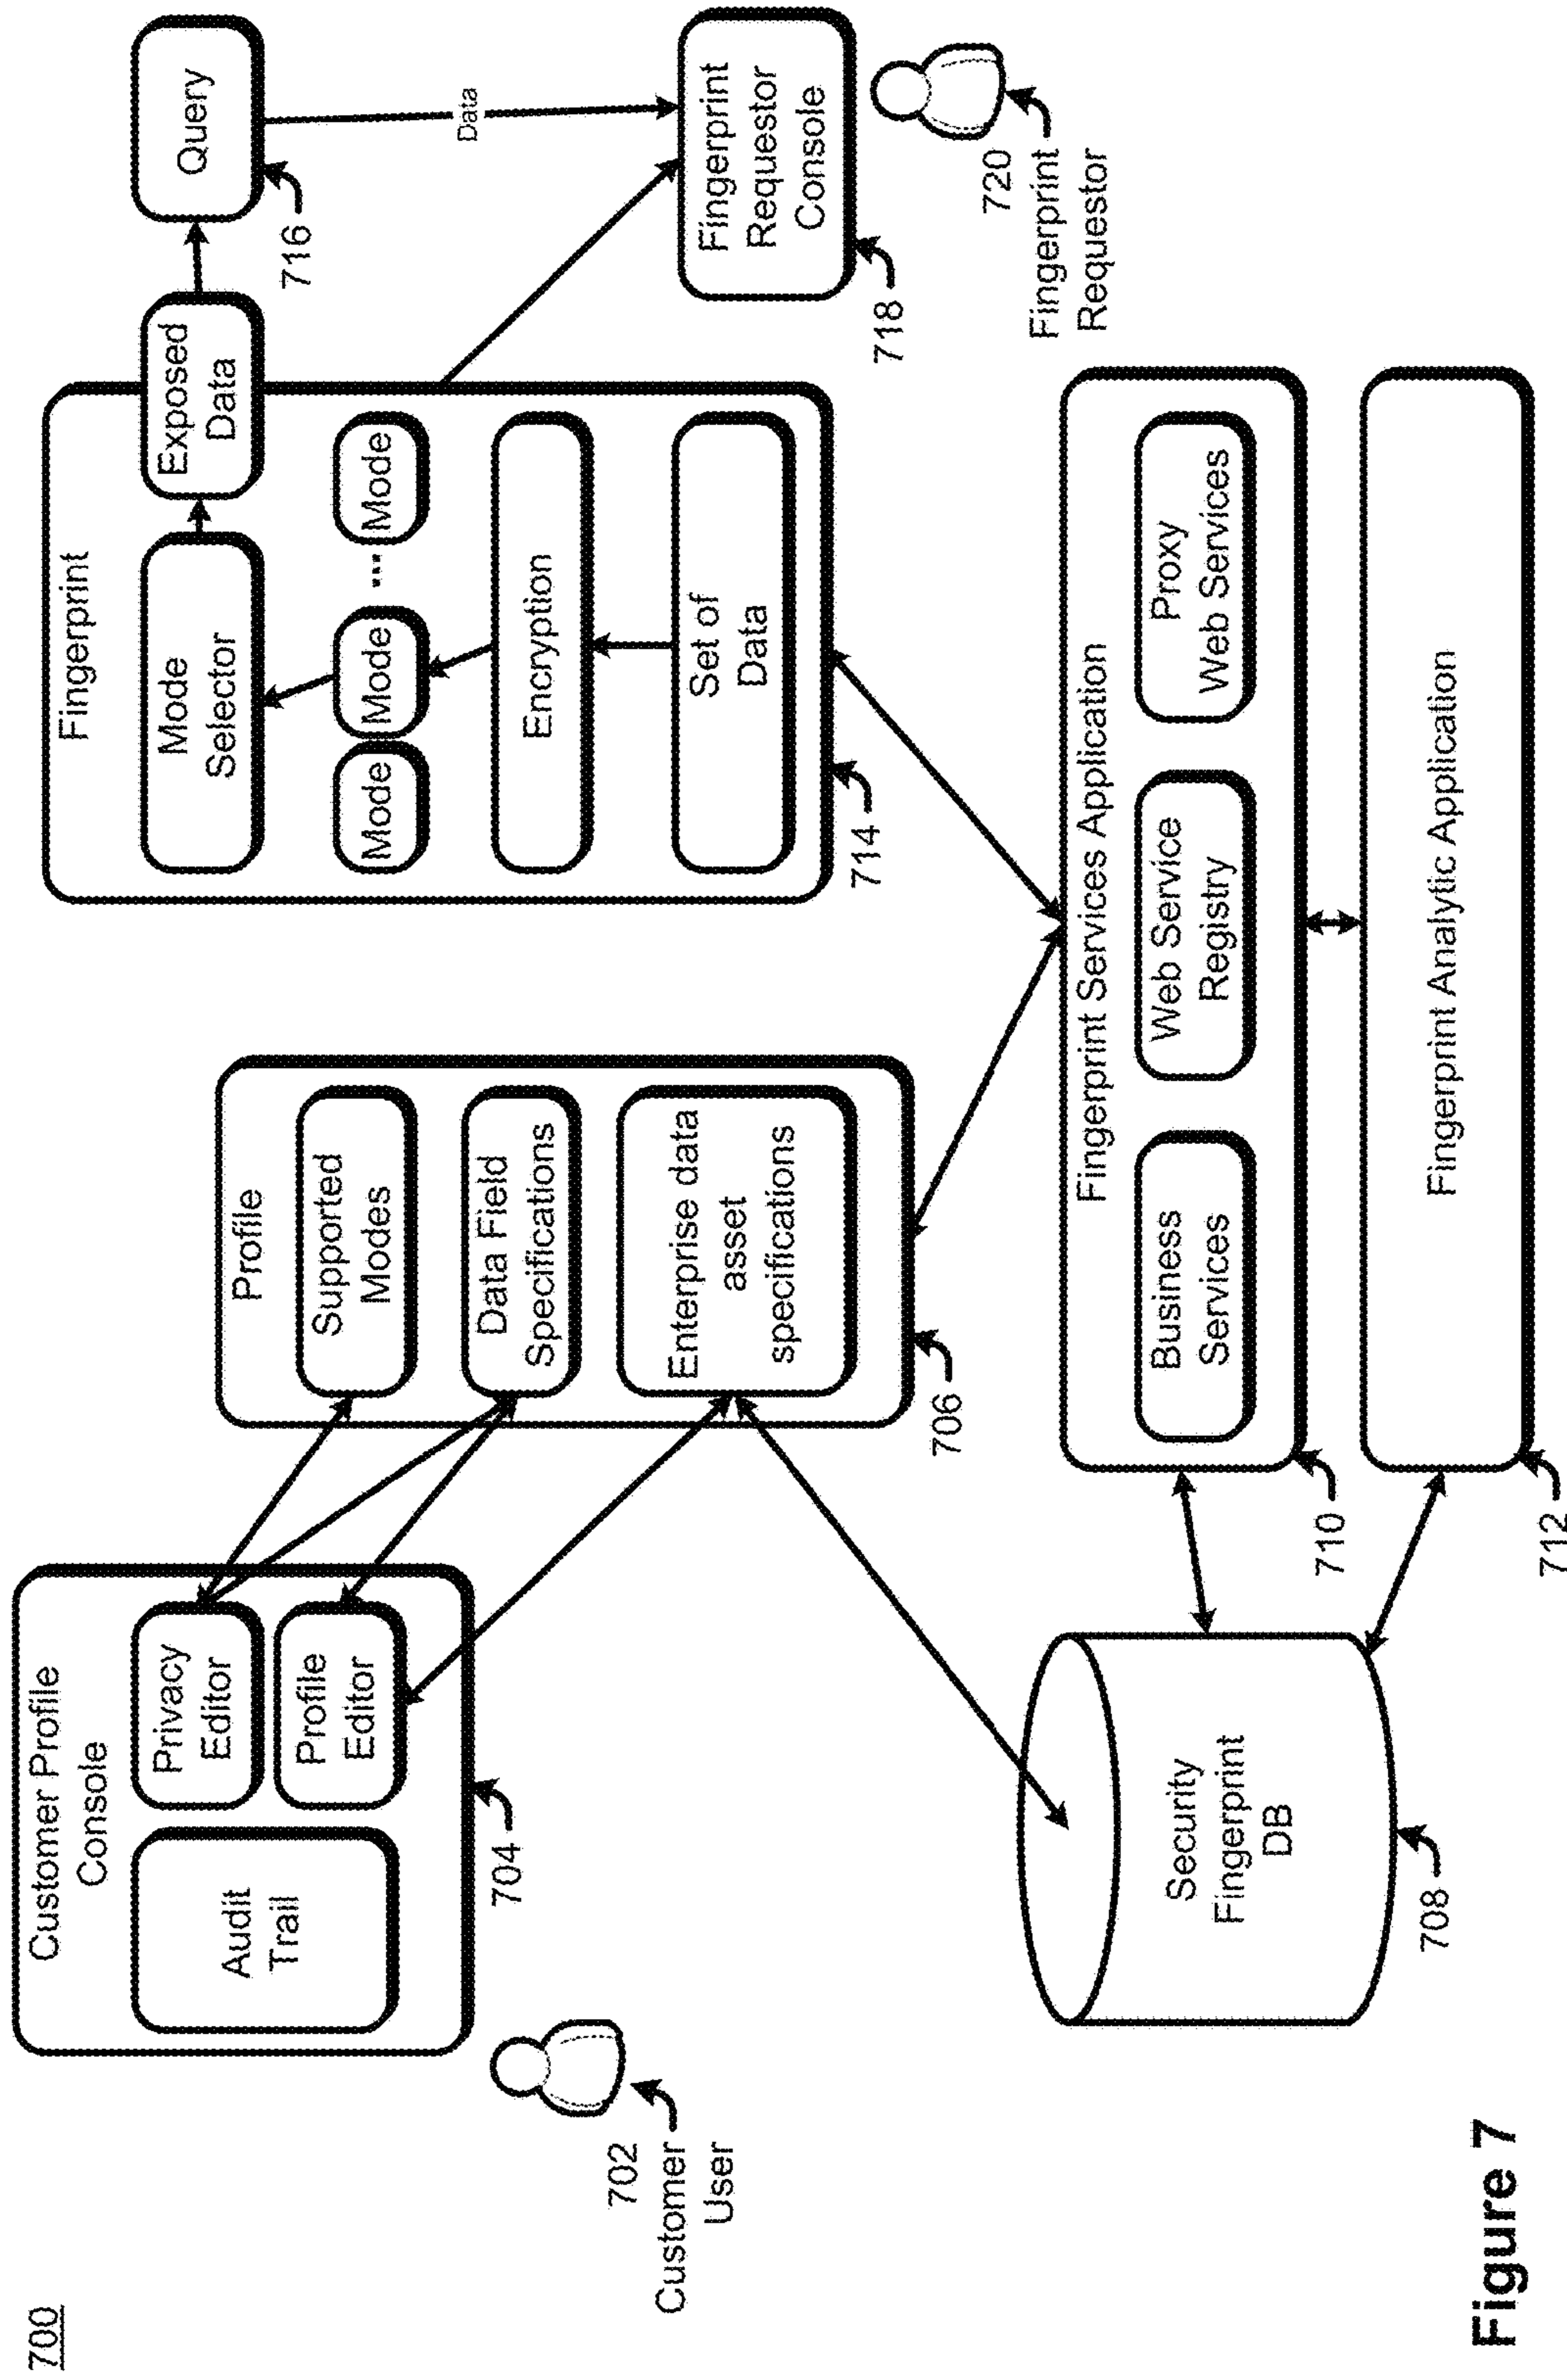 700
Customer Profile
Console
Audit
Trail
Privacy
Editor
Profile
Editor
704
702
Customer
User
Profile
Supported
Modes
Data Field
Specifications
Enterprise data
asset
specifications
706
Fingerprint
Mode
Selector
Exposed
Data
Mode
Mode
...
Mode
Encryption
Set of
Data
714
Query
716
Data
Fingerprint
Requestor
Console
718
720
Fingerprint
Requestor
Security
Fingerprint
DB
708
Fingerprint Services Application
Business
Services
Web Service
Registry
Proxy
Web Services
710
Fingerprint Analytic Application
712
Figure 7